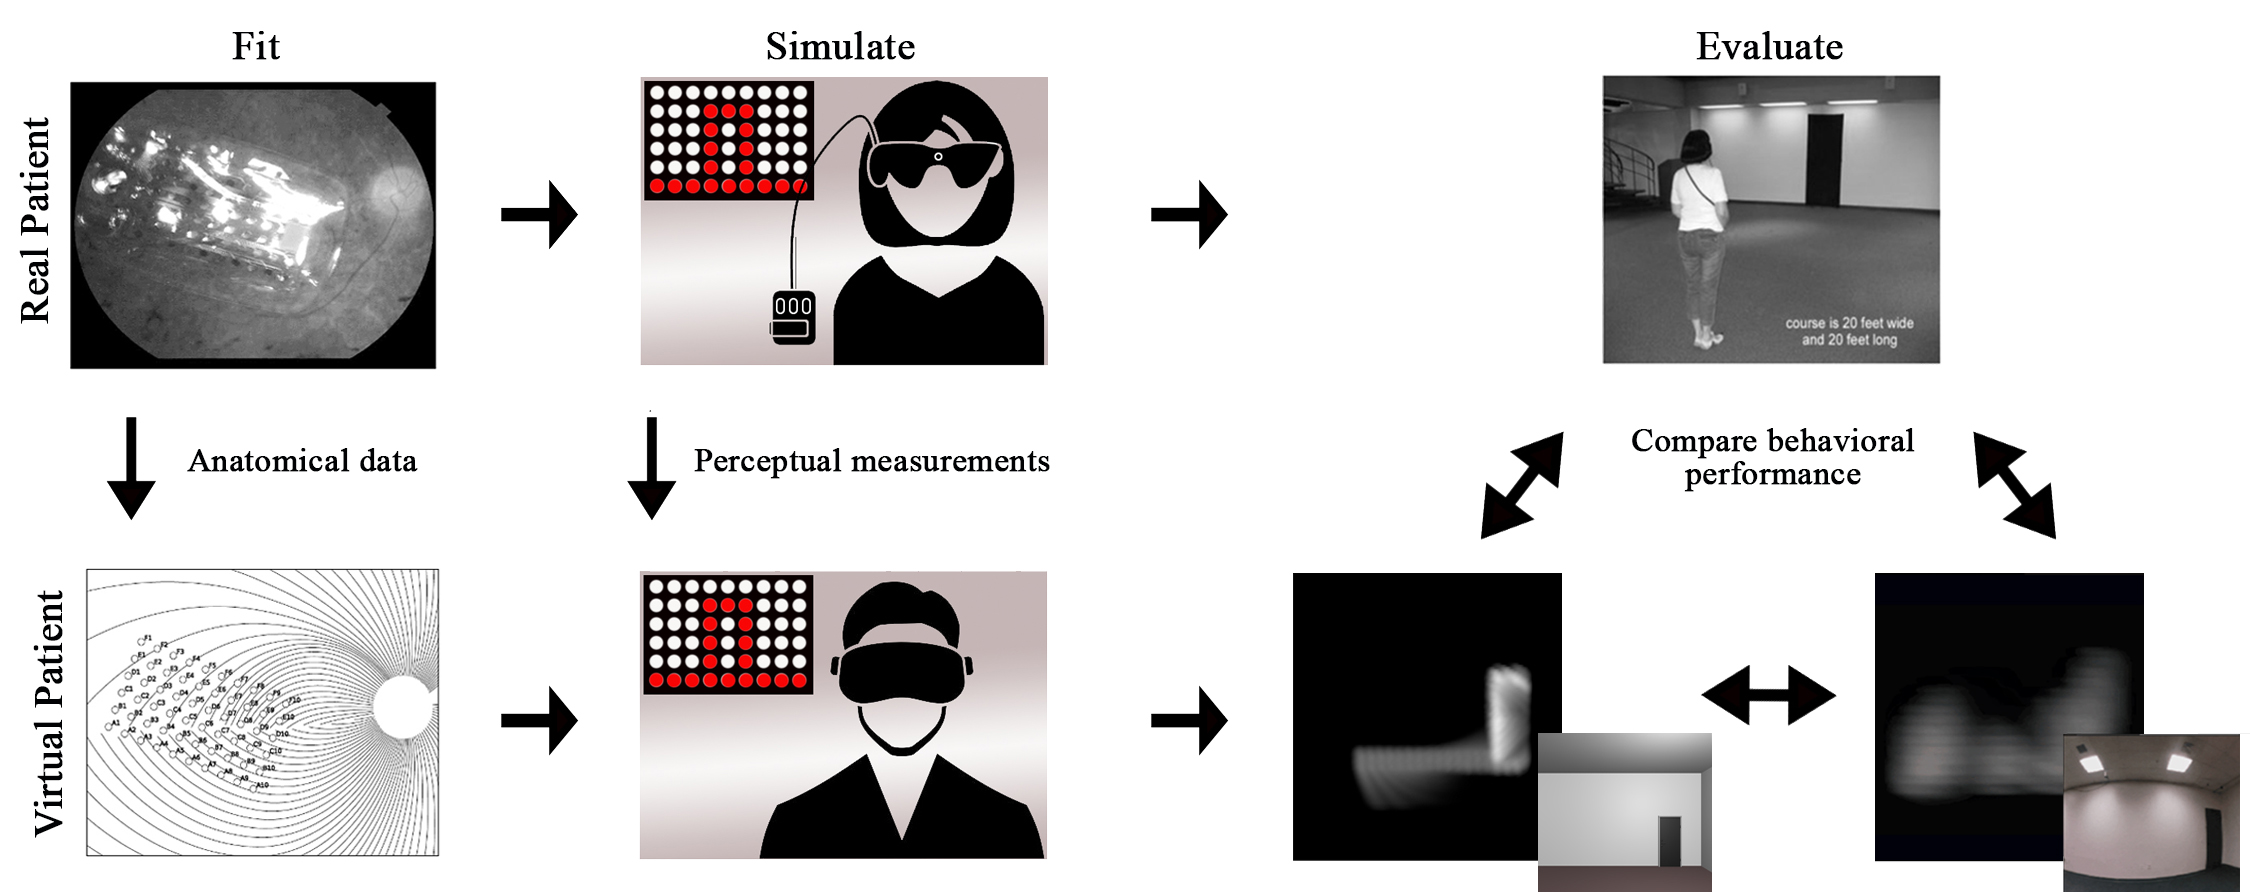 Fit
Simulate
Evaluate
Real Patient
course is 20 feet wide
and 20 feet long
Anatomical data
Perceptual measurements
Compare behavioral
performance
Virtual Patient
F1
F2
F3
F4
F5
F6
F7
F8
F9
F10
E1
E2
E3
E4
E5
E6
E7
E8
E9
E10
D1
D2
D3
D4
D5
D6
D7
D8
D9
D10
C1
C2
C3
C4
C5
C6
C7
C8
C9
C10
B1
B2
B3
B4
B5
B6
B7
B8
B9
B10
A1
A2
A3
A4
A5
A6
A7
A8
A9
A10